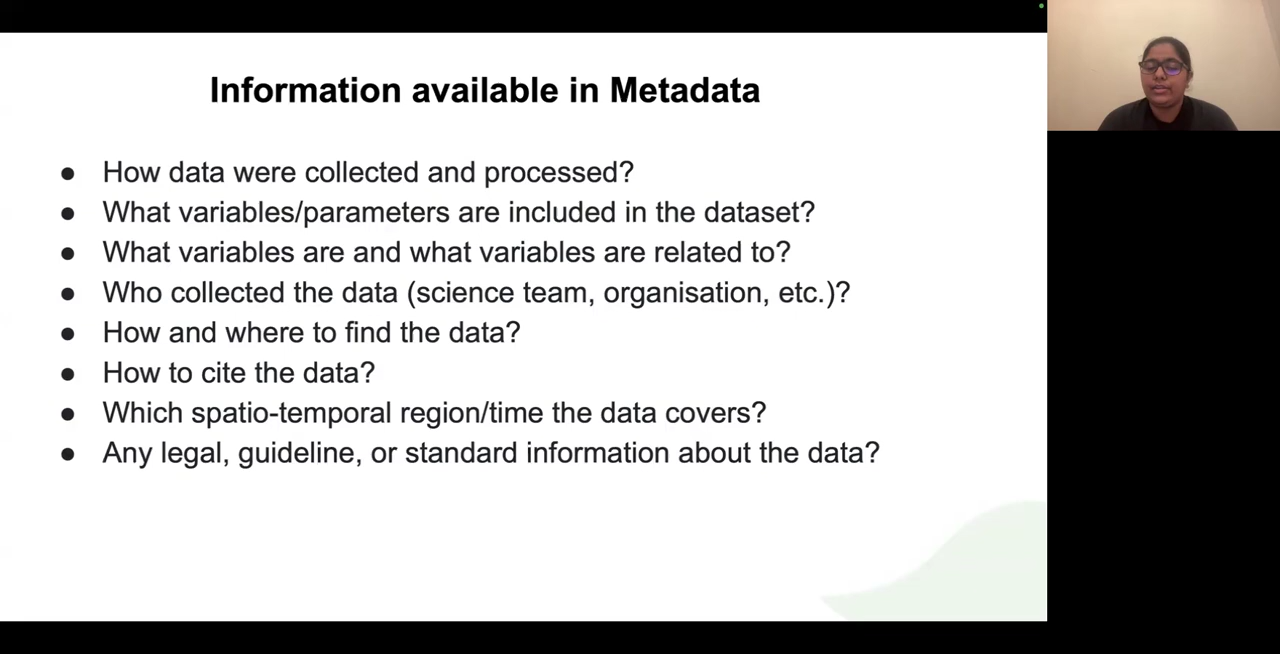 Information available in Metadata
● How data were collected and processed?
● What variables/parameters are included in the dataset?
● What variables are and what variables are related to?
● Who collected the data (science team, organisation, etc.)?
● How and where to find the data?
● How to cite the data?
● Which spatio-temporal region/time the data covers?
● Any legal, guideline, or standard information about the data?